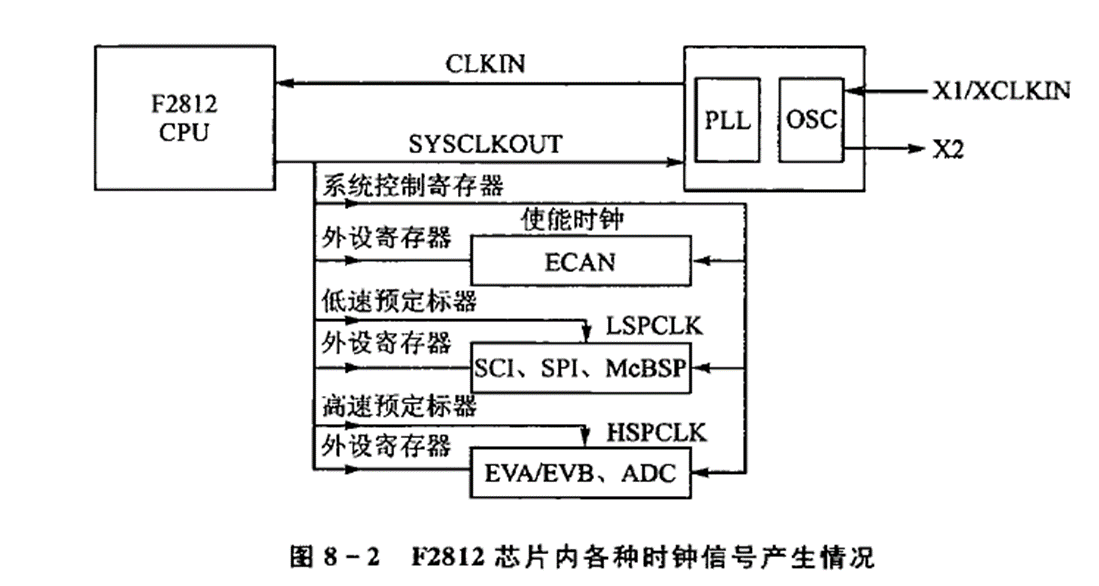 CLKIN
F2812
CPU
PLL
OSC
X1/XCLKIN
X2
SYSCLKOUT
系统控制寄存器
使能时钟
外设寄存器
ECAN
低速预定标器
LSPCLK
外设寄存器
SCI、SPI、McBSP
高速预定标器
HSPCLK
外设寄存器
EVA/EVB、ADC
图 8-2 F2812 芯片内各种时钟信号产生情况